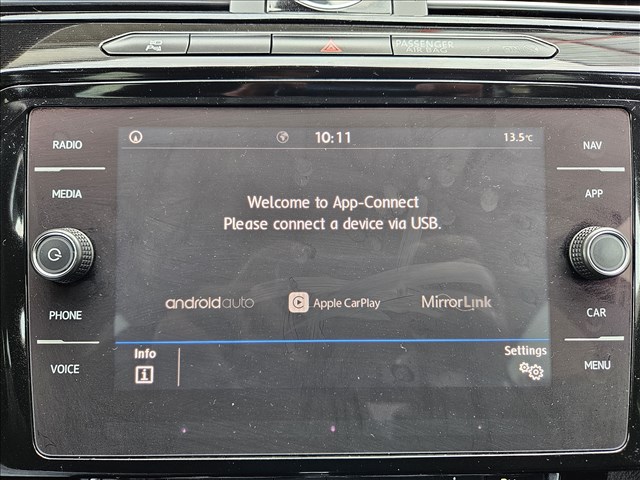 PASSENGER
AIR BAG
RADIO
MEDIA
PHONE
VOICE
10:11
13.5°C
Welcome to App-Connect
Please connect a device via USB.
androidauto
Apple CarPlay
MirrorLink
Info
Settings
NAV
APP
CAR
MENU